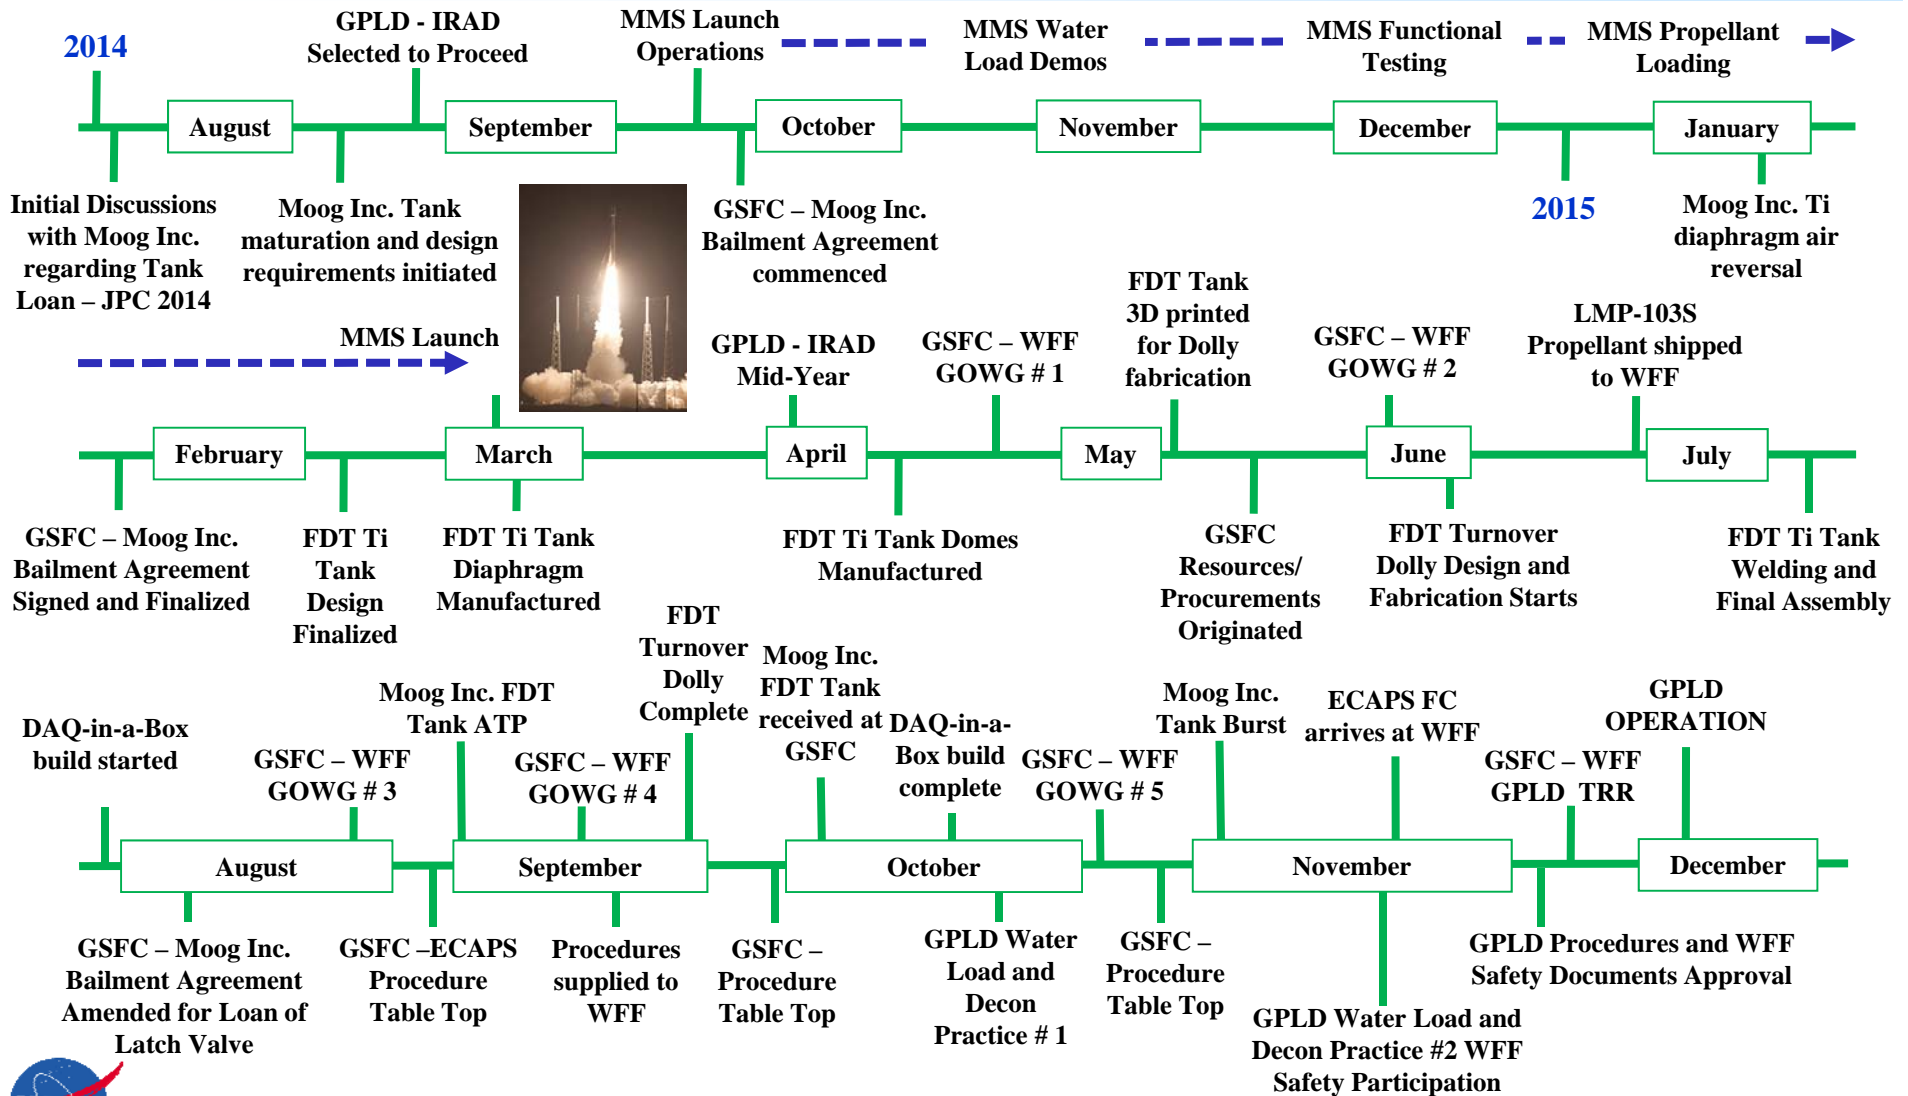 2014
GPLD - IRAD
Selected to Proceed
MMS Launch
Operations
MMS Water
Load Demos
MMS Functional
Testing
MMS Propellant
Loading
August
September
October
November
December
January
Initial Discussions
with Moog Inc.
regarding Tank
Loan – JPC 2014
Moog Inc. Tank
maturation and design
requirements initiated
GSFC – Moog Inc.
Bailment Agreement
commenced
2015
Moog Inc. Ti
diaphragm air
reversal
MMS Launch
GPLD - IRAD
Mid-Year
GSFC – WFF
GOWG # 1
FDT Tank
3D printed
for Dolly
fabrication
GSFC – WFF
GOWG # 2
LMP-103S
Propellant shipped
to WFF
February
March
April
May
June
July
GSFC – Moog Inc.
Bailment Agreement
Signed and Finalized
FDT Ti
Tank
Design
Finalized
FDT Ti Tank
Diaphragm
Manufactured
FDT Ti Tank Domes
Manufactured
GSFC
Resources/
Procurements
Originated
FDT Turnover
Dolly Design and
Fabrication Starts
FDT Ti Tank
Welding and
Final Assembly
DAQ-in-a-Box
build started
GSFC – WFF
GOWG # 3
Moog Inc. FDT
Tank ATP
GSFC – WFF
GOWG # 4
FDT
Turnover
Dolly
Complete
Moog Inc.
FDT Tank
received at
GSFC
DAQ-in-a-
Box build
complete
GSFC – WFF
GOWG # 5
Moog Inc.
Tank Burst
ECAPS FC
arrives at WFF
GSFC – WFF
GPLD TRR
GPLD
OPERATION
August
September
October
November
December
GSFC – Moog Inc.
Bailment Agreement
Amended for Loan of
Latch Valve
GSFC –ECAPS
Procedure
Table Top
Procedures
supplied to
WFF
GSFC –
Procedure
Table Top
GPLD Water
Load and
Decon
Practice # 1
GSFC –
Procedure
Table Top
GPLD Water Load and
Decon Practice #2 WFF
Safety Participation
GPLD Procedures and WFF
Safety Documents Approval